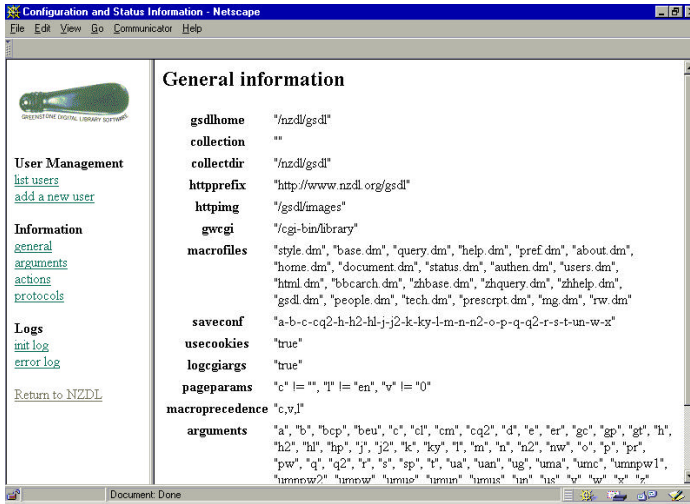 Configuration and Status Information - Netscape
File Edit View Go Communicator Help
GREENSTONE DIGITAL LIBRARY SOFTWARE
User Management
list users
add a new user
Information
general
arguments
actions
protocols
Logs
init log
error log
Return to NZDL
General information
gsdlhome "/nzdl/gsdl"
collection ""
collectdir "/nzdl/gsdl"
httpprefix "http://www.nzdl.org/gsdl"
httpimg "/gsdl/images"
gwcgi "/cgi-bin/library"
macrofiles "style.dm", "base.dm", "query.dm", "help.dm", "pref.dm", "about.dm",
"home.dm", "document.dm", "status.dm", "authen.dm", "users.dm",
"html.dm", "bbcarch.dm", "zhbase.dm", "zhquery.dm", "zhhelp.dm",
"gsdl.dm", "people.dm", "tech.dm", "prescrpt.dm", "mg.dm", "rw.dm"
saveconf "a-b-c-cq2-h-h2-hl-j-j2-k-ky-l-m-n-n2-o-p-q-q2-r-s-t-un-w-x"
usecookies "true"
logcgiargs "true"
pageparams "c" != "", "l" != "en", "v" != "0"
macroprecedence "c,v,l"
arguments "a", "b", "bcp", "beu", "c", "cl", "cm", "cq2", "d", "e", "er", "gc", "gp", "gt", "h",
"h2", "hl", "hp", "j", "j2", "k", "ky", "l", "m", "n", "n2", "nw", "o", "p", "pr",
"pw", "q", "q2", "r", "s", "sp", "t", "ua", "uan", "ug", "uma", "umc", "umnpw1",
"umnpw2", "umpw", "umug", "umun", "umus", "un", "us", "v", "w", "x", "z"
Document: Done